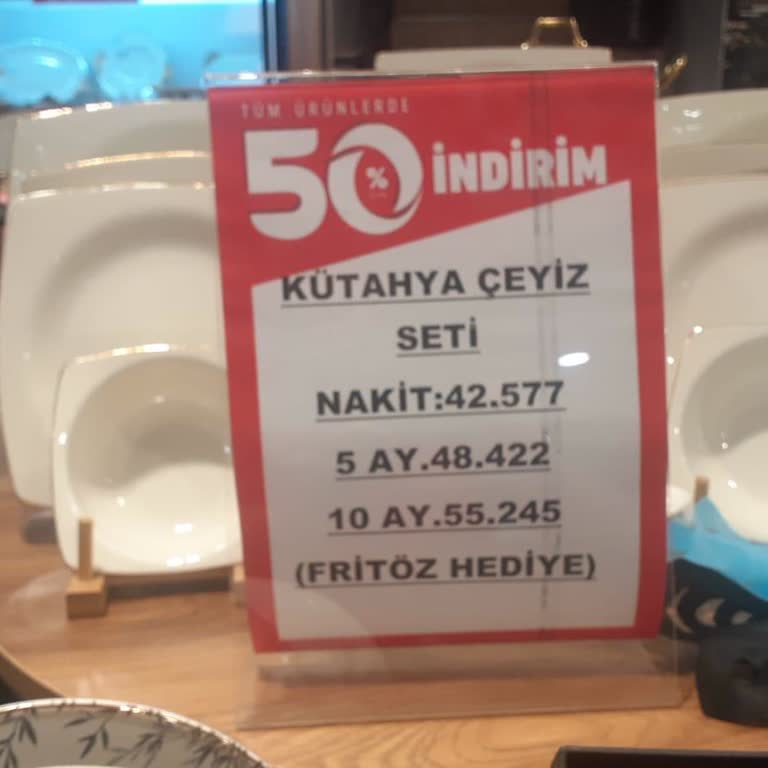 TÜM ÜRÜNLERDE
%50 İNDİRİM
KÜTAHYA ÇEYİZ
SETİ
NAKİT:42.577
5 AY.48.422
10 AY.55.245
(FRİTÖZ HEDİYE)